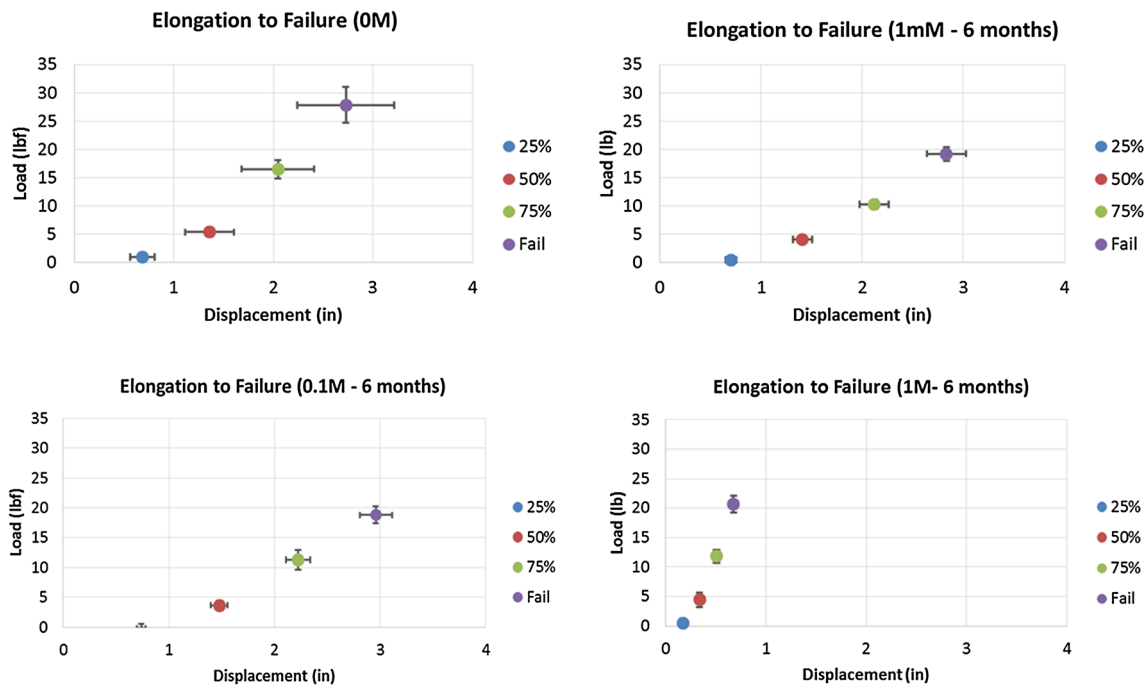 Elongation to Failure (0M)
35
30
25
20
15
10
5
0
Load (lbf)
0 1 2 3 4
Displacement (in)
25%
50%
75%
Fail
Elongation to Failure (1mM - 6 months)
35
30
25
20
15
10
5
0
Load (lb)
0 1 2 3 4
Displacement (in)
25%
50%
75%
Fail
Elongation to Failure (0.1M - 6 months)
35
30
25
20
15
10
5
0
Load (lbf)
0 1 2 3 4
Displacement (in)
25%
50%
75%
Fail
Elongation to Failure (1M- 6 months)
35
30
25
20
15
10
5
0
Load (lb)
0 1 2 3 4
Displacement (in)
25%
50%
75%
Fail